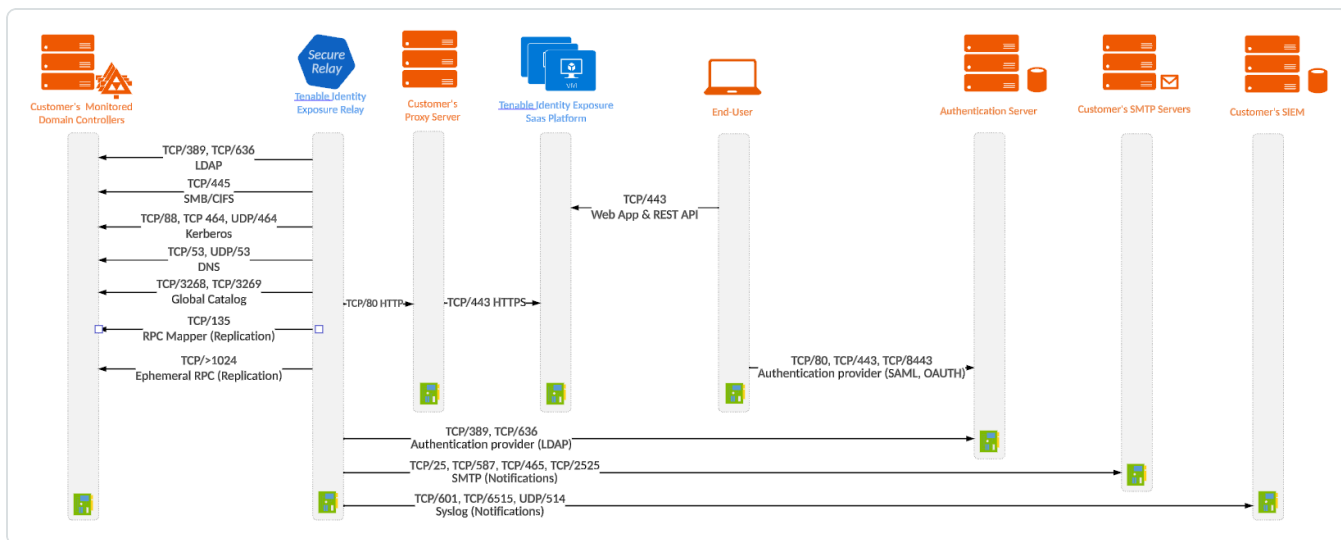 Secure
Relay
VM
Customer's Monitored
Domain Controllers
Tenable Identity
Exposure Relay
Customer's
Proxy Server
Tenable Identity Exposure
SaaS Platform
End-User
Authentication Server
Customer's SMTP Servers
Customer's SIEM
TCP/389, TCP/636
LDAP
TCP/445
SMB/CIFS
TCP/88, TCP 464, UDP/464
Kerberos
TCP/53, UDP/53
DNS
TCP/3268, TCP/3269
Global Catalog
TCP/135
RPC Mapper (Replication)
TCP/>1024
Ephemeral RPC (Replication)
TCP/80 HTTP
TCP/443 HTTPS
TCP/443
Web App & REST API
TCP/80, TCP/443, TCP/8443
Authentication provider (SAML, OAUTH)
TCP/389, TCP/636
Authentication provider (LDAP)
TCP/25, TCP/587, TCP/465, TCP/2525
SMTP (Notifications)
TCP/601, TCP/6515, UDP/514
Syslog (Notifications)